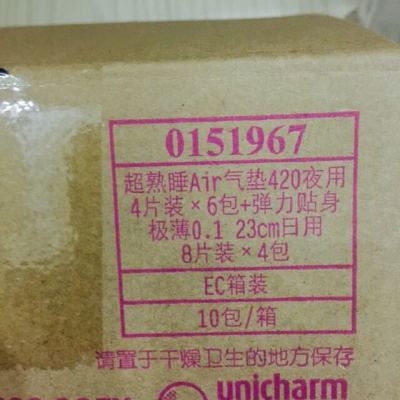 0151967
超熟睡Air气垫420夜用
4片装×6包+弹力贴身
极薄0.1 23cm日用
8片装×4包
EC箱装
10包/箱
请置于干燥卫生的地方保存
unicharm